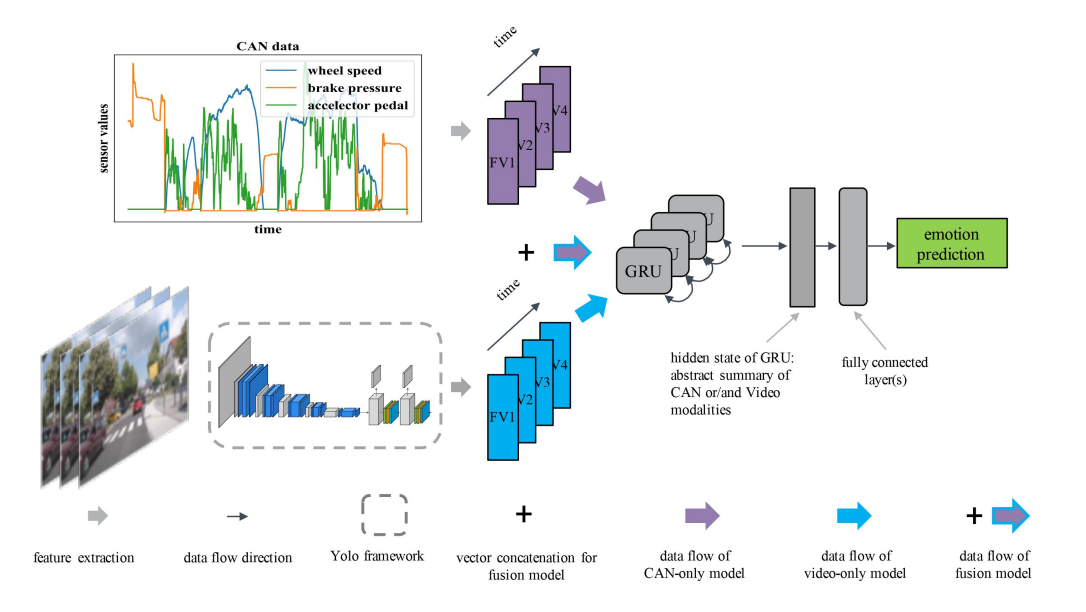 CAN data
wheel speed
brake pressure
accelector pedal
sensor values
time
time
FV1
V2
V3
V4
+
time
FV1
V2
V3
V4
GRU
U
U
U
emotion
prediction
hidden state of GRU:
abstract summary of
CAN or/and Video
modalities
fully connected
layer(s)
feature extraction
data flow direction
Yolo framework
+
vector concatenation for
fusion model
data flow of
CAN-only model
data flow of
video-only model
+
data flow of
fusion model